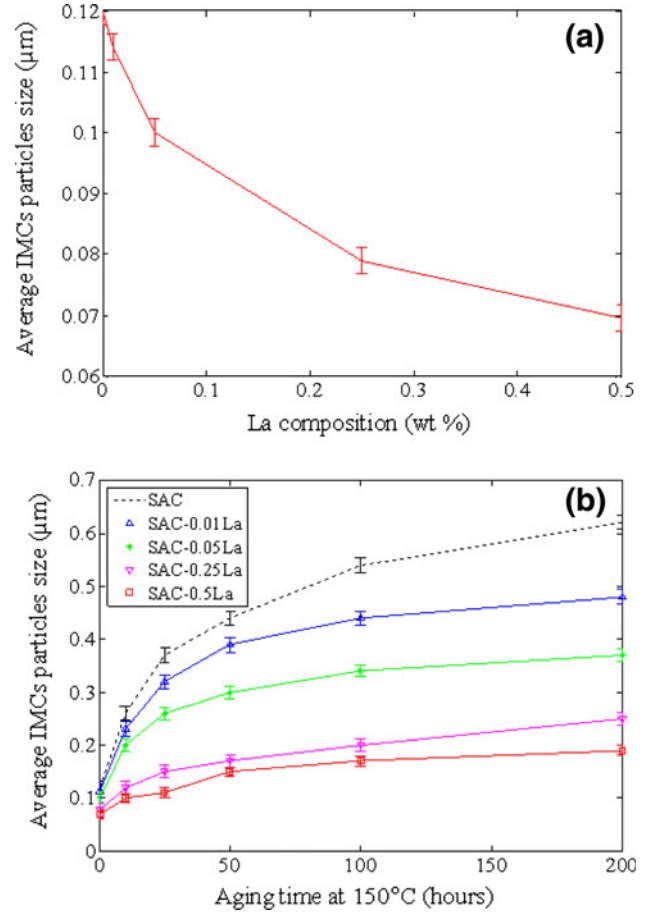 (a)
Average IMCs particles size (μm)
0.12
0.11
0.1
0.09
0.08
0.07
0.06
0 0.1 0.2 0.3 0.4 0.5
La composition (wt %)
(b)
Average IMCs particles size (μm)
0.7
0.6
0.5
0.4
0.3
0.2
0.1
0
SAC
SAC-0.01La
SAC-0.05La
SAC-0.25La
SAC-0.5La
0 50 100 150 200
Aging time at 150°C (hours)